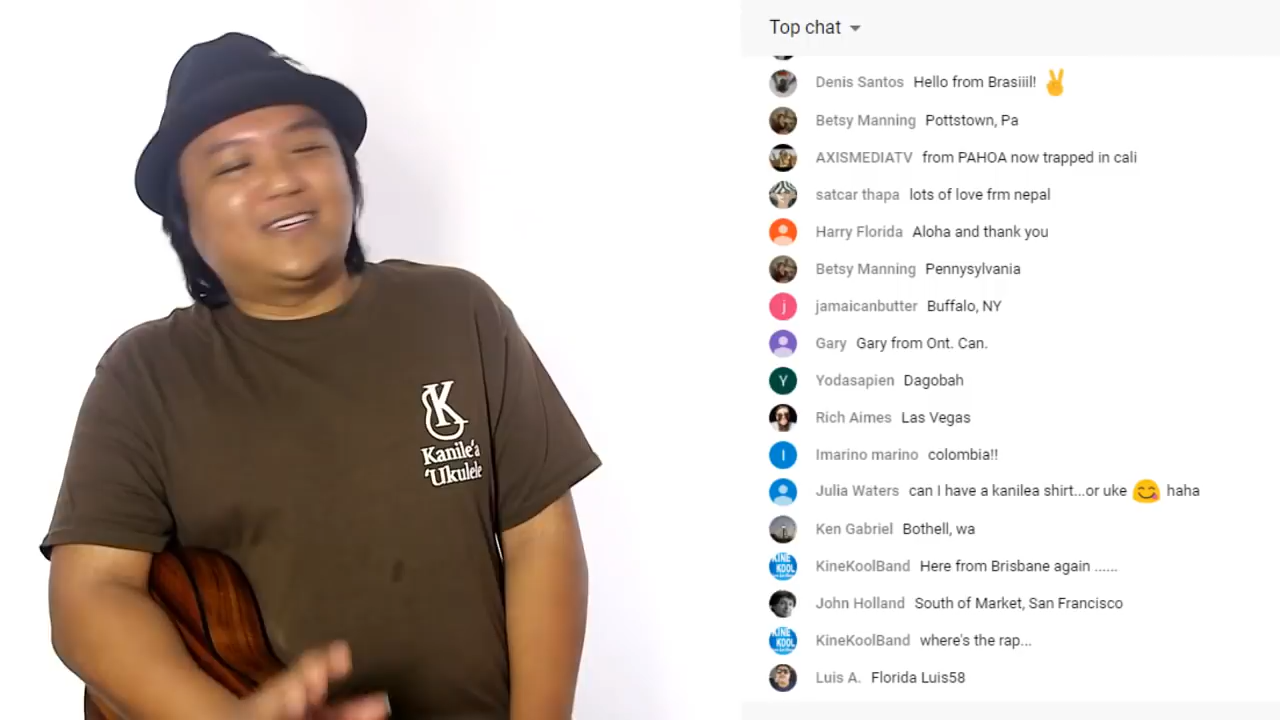 Top chat
Denis Santos Hello from Brasiiil! ✌
Betsy Manning Pottstown, Pa
AXISMEDIATV from PAHOA now trapped in cali
satcar thapa lots of love frm nepal
Harry Florida Aloha and thank you
Betsy Manning Pennysylvania
jamaicanbutter Buffalo, NY
j
Gary Gary from Ont. Can.
Yodasapien Dagobah
Y
Rich Aimes Las Vegas
Imarino marino colombia!!
I
Julia Waters can I have a kanilea shirt...or uke 😋 haha
Ken Gabriel Bothell, wa
KineKoolBand Here from Brisbane again ......
KINE
KOOL
John Holland South of Market, San Francisco
KineKoolBand where's the rap...
KINE
KOOL
Luis A. Florida Luis58
K
Kanile'a
'Ukulele